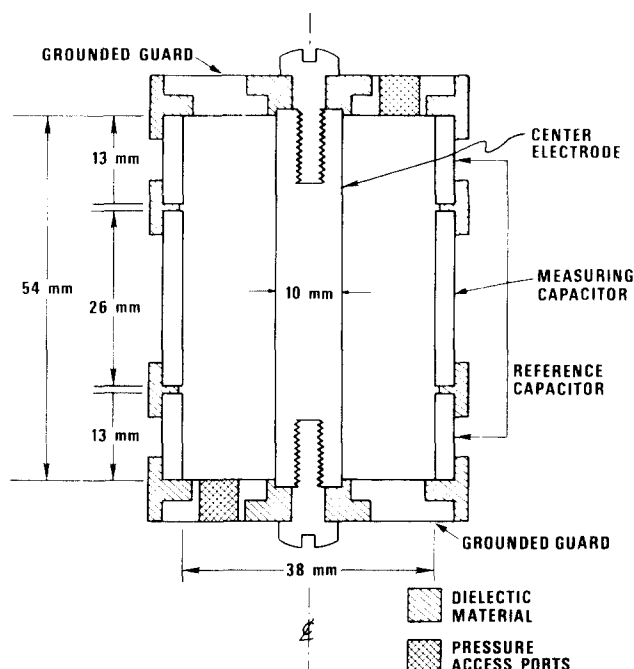 GROUNDED GUARD
13 mm
CENTER
ELECTRODE
54 mm
26 mm
10 mm
MEASURING
CAPACITOR
REFERENCE
CAPACITOR
13 mm
GROUNDED GUARD
38 mm
DIELECTIC
MATERIAL
PRESSURE
ACCESS PORTS